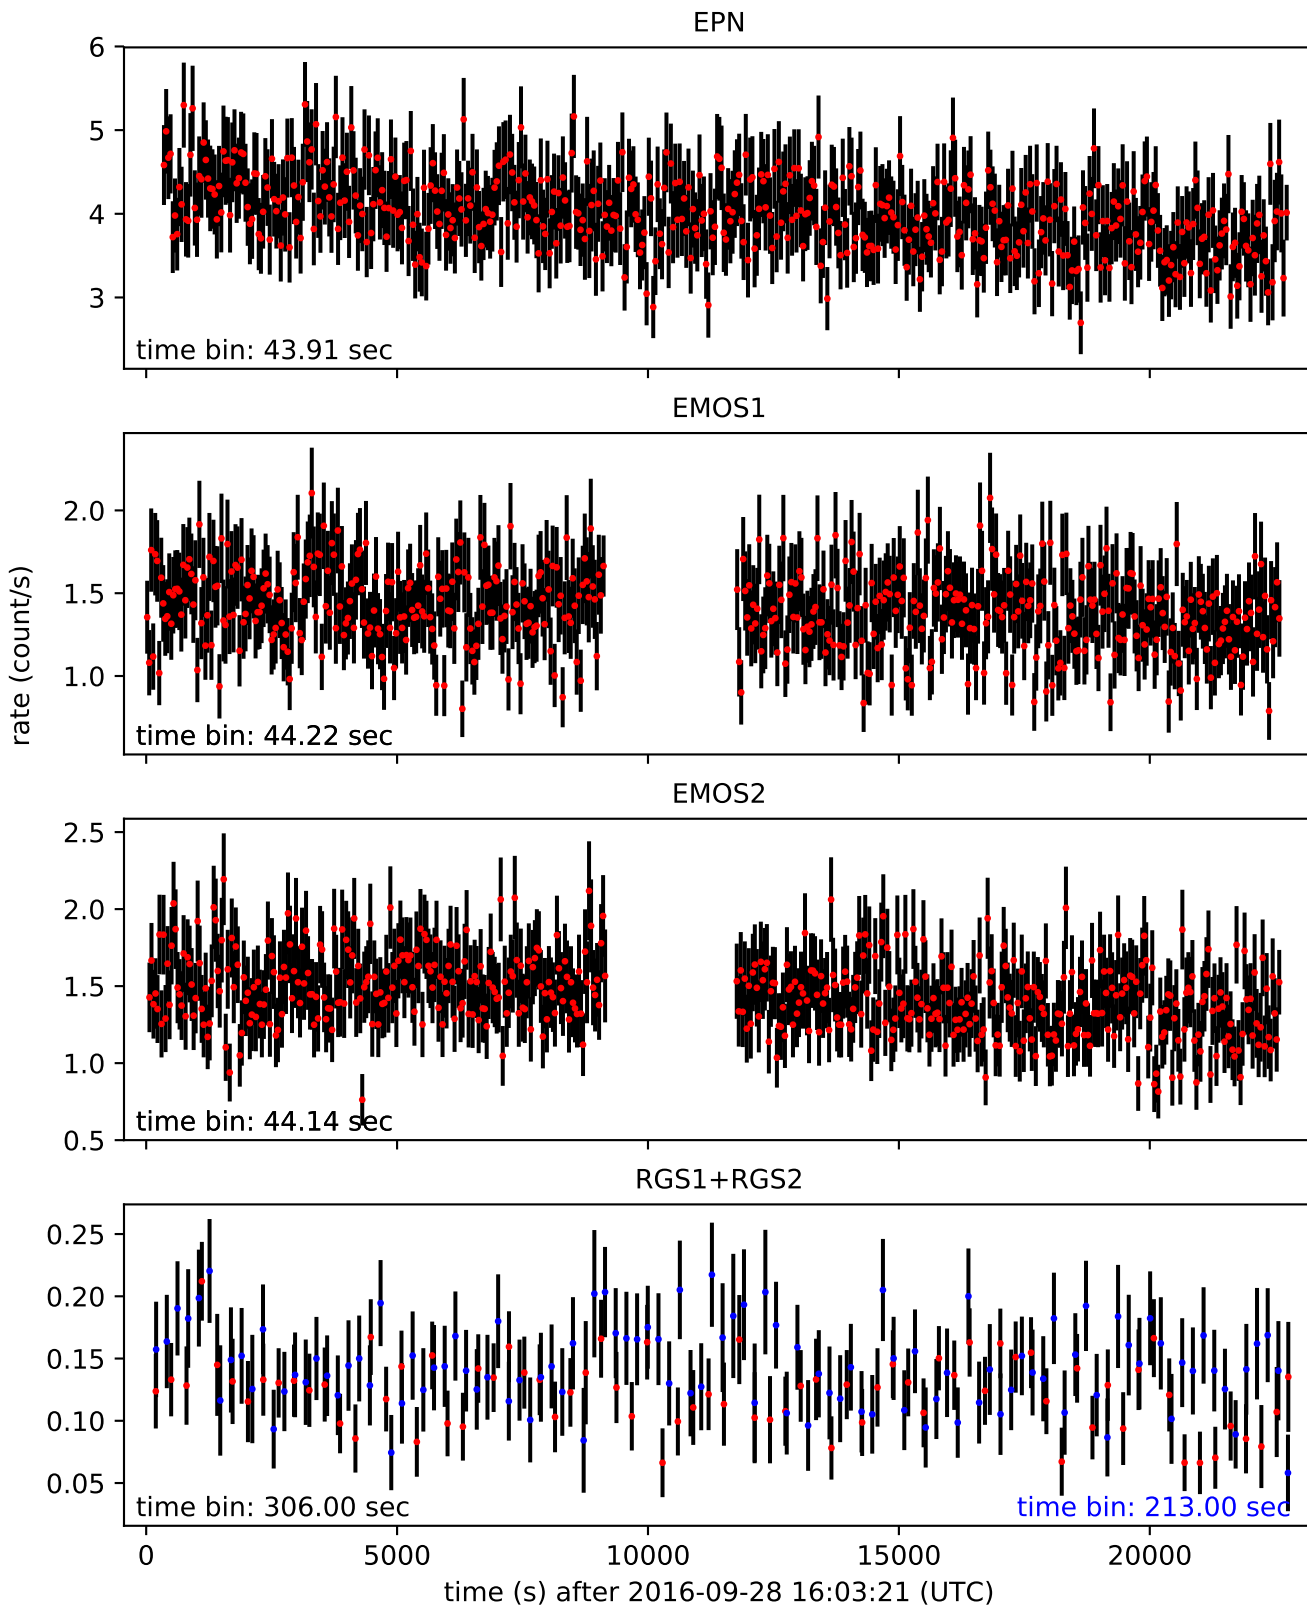 EPN
6
5
4
3
time bin: 43.91 sec
EMOS1
2.0
1.5
1.0
time bin: 44.22 sec
rate (count/s)
EMOS2
2.5
2.0
1.5
1.0
0.5
time bin: 44.14 sec
RGS1+RGS2
0.25
0.20
0.15
0.10
0.05
time bin: 306.00 sec
time bin: 213.00 sec
0 5000 10000 15000 20000
time (s) after 2016-09-28 16:03:21 (UTC)